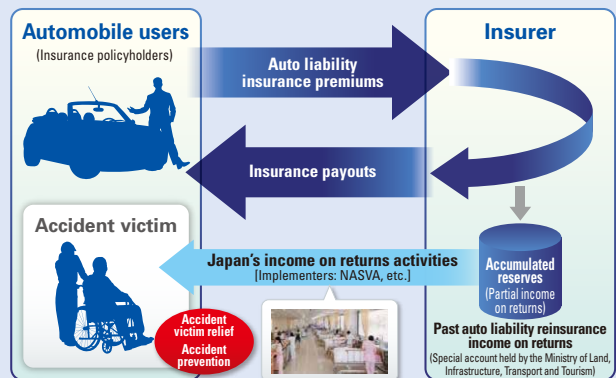 Automobile users
(Insurance policyholders)
Auto liability
insurance premiums
Insurer
Insurance payouts
Accident victim
Japan's income on returns activities
[Implementers: NASVA, etc.]
Accident
victim relief
Accident
prevention
Accumulated
reserves
(Partial income
on returns)
Past auto liability reinsurance
income on returns
(Special account held by the Ministry of Land,
Infrastructure, Transport and Tourism)